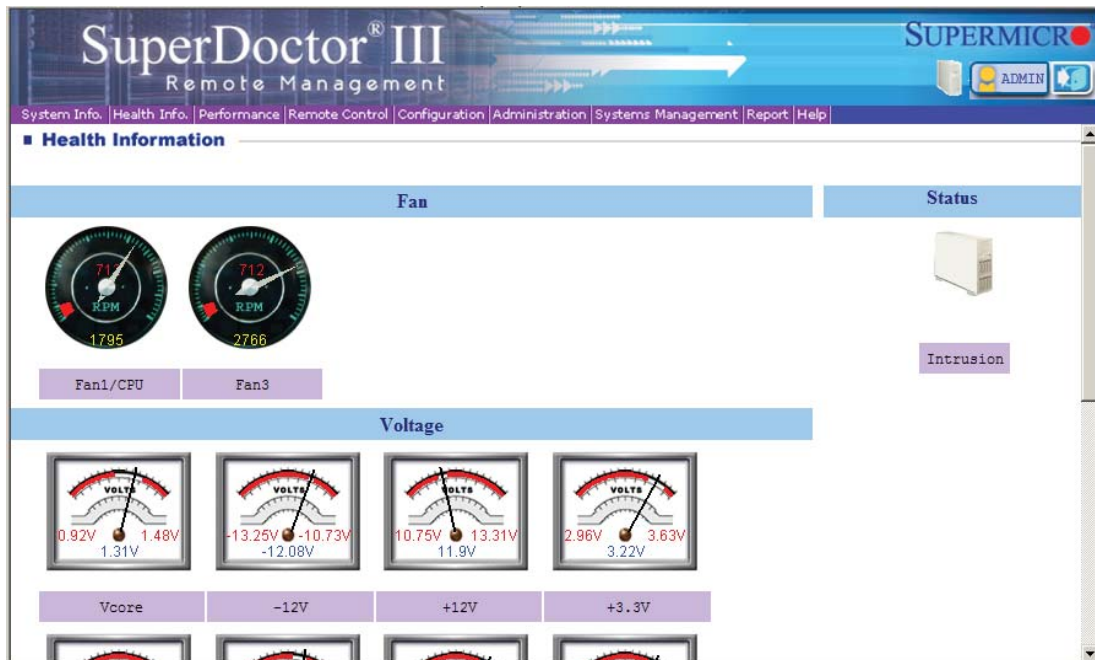 SuperDoctor® III
SUPERMICR
Remote Management
ADMIN
System Info. Health Info. Performance Remote Control Configuration Administration Systems Management Report Help
Health Information
Fan
Status
712
RPM
RPM
1795
2766
Intrusion
Fan1/CPU
Fan3
Voltage
VOLTS
VOLTS
VOLTS
VOLTS
0.92V 1.48V
-13.25V -10.73V
10.75V 13.31V
2.96V 3.63V
1.31V
-12.08V
11.9V
3.22V
Vcore
-12V
+12V
+3.3V